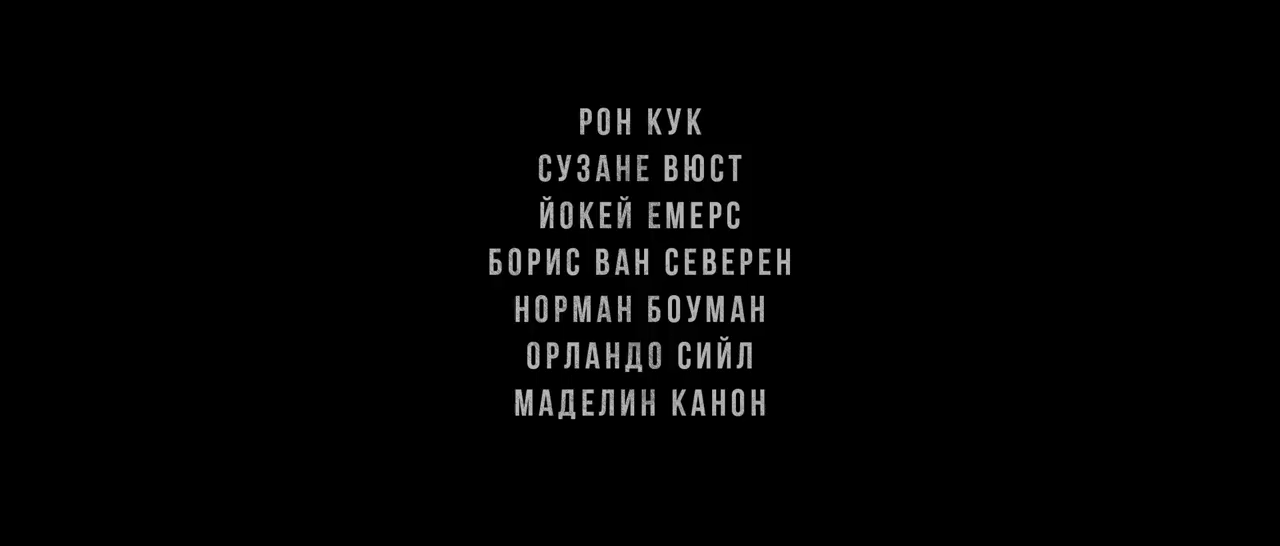 РОН КУК
СУЗАНЕ ВЮСТ
ЙОКЕЙ ЕМЕРС
БОРИС ВАН СЕВЕРЕН
НОРМАН БОУМАН
ОРЛАНДО СИЙЛ
МАДЕЛИН КАНОН